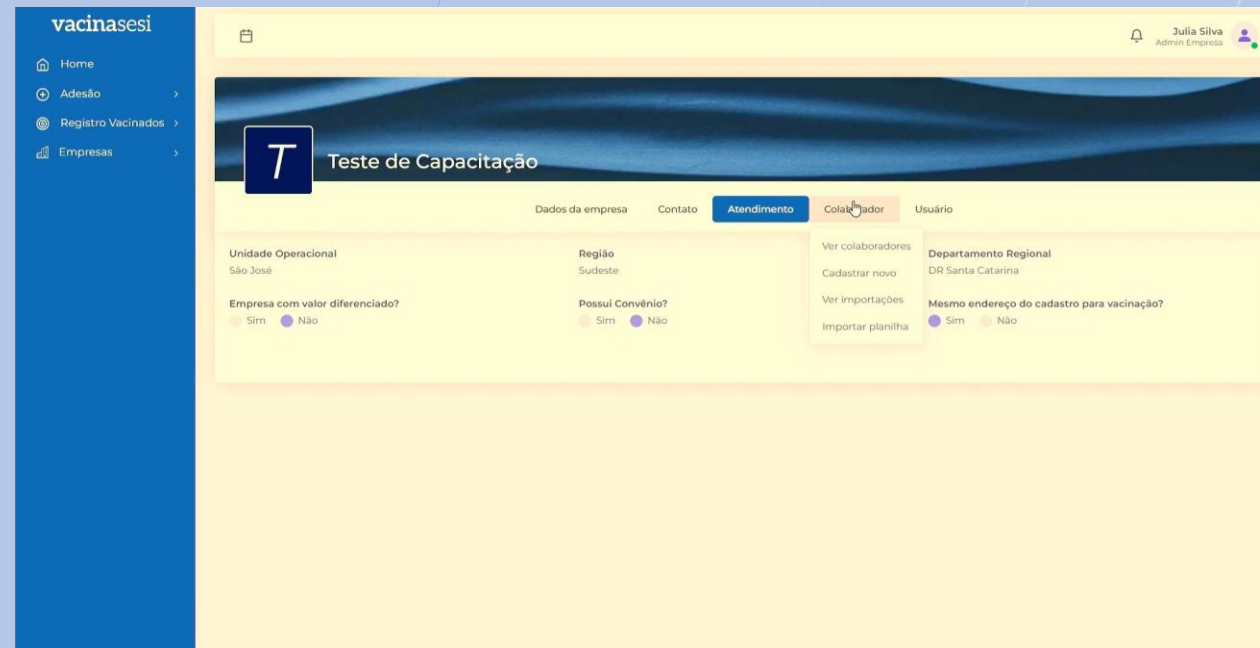 vacinasesi
Home
Adesão
Registro Vacinados
Empresas
Julia Silva
Admin Empresa
T
Teste de Capacitação
Dados da empresa Contato Atendimento Colaborador Usuário
Ver colaboradores
Cadastrar novo
Ver importações
Importar planilha
Unidade Operacional
São José
Região
Sudeste
Departamento Regional
DR Santa Catarina
Empresa com valor diferenciado?
Sim Não
Possui Convênio?
Sim Não
Mesmo endereço do cadastro para vacinação?
Sim Não